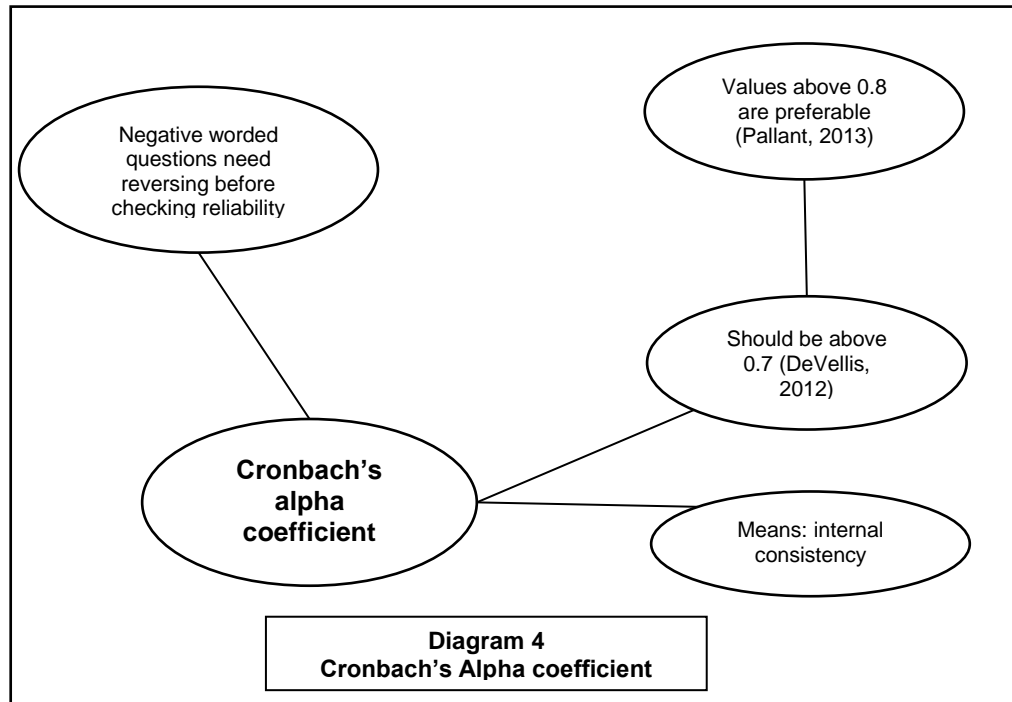 Values above 0.8
are preferable
(Pallant, 2013)
Negative worded
questions need
reversing before
checking reliability
Should be above
0.7 (DeVellis,
2012)
Cronbach’s
alpha
coefficient
Means: internal
consistency
Diagram 4
Cronbach’s Alpha coefficient